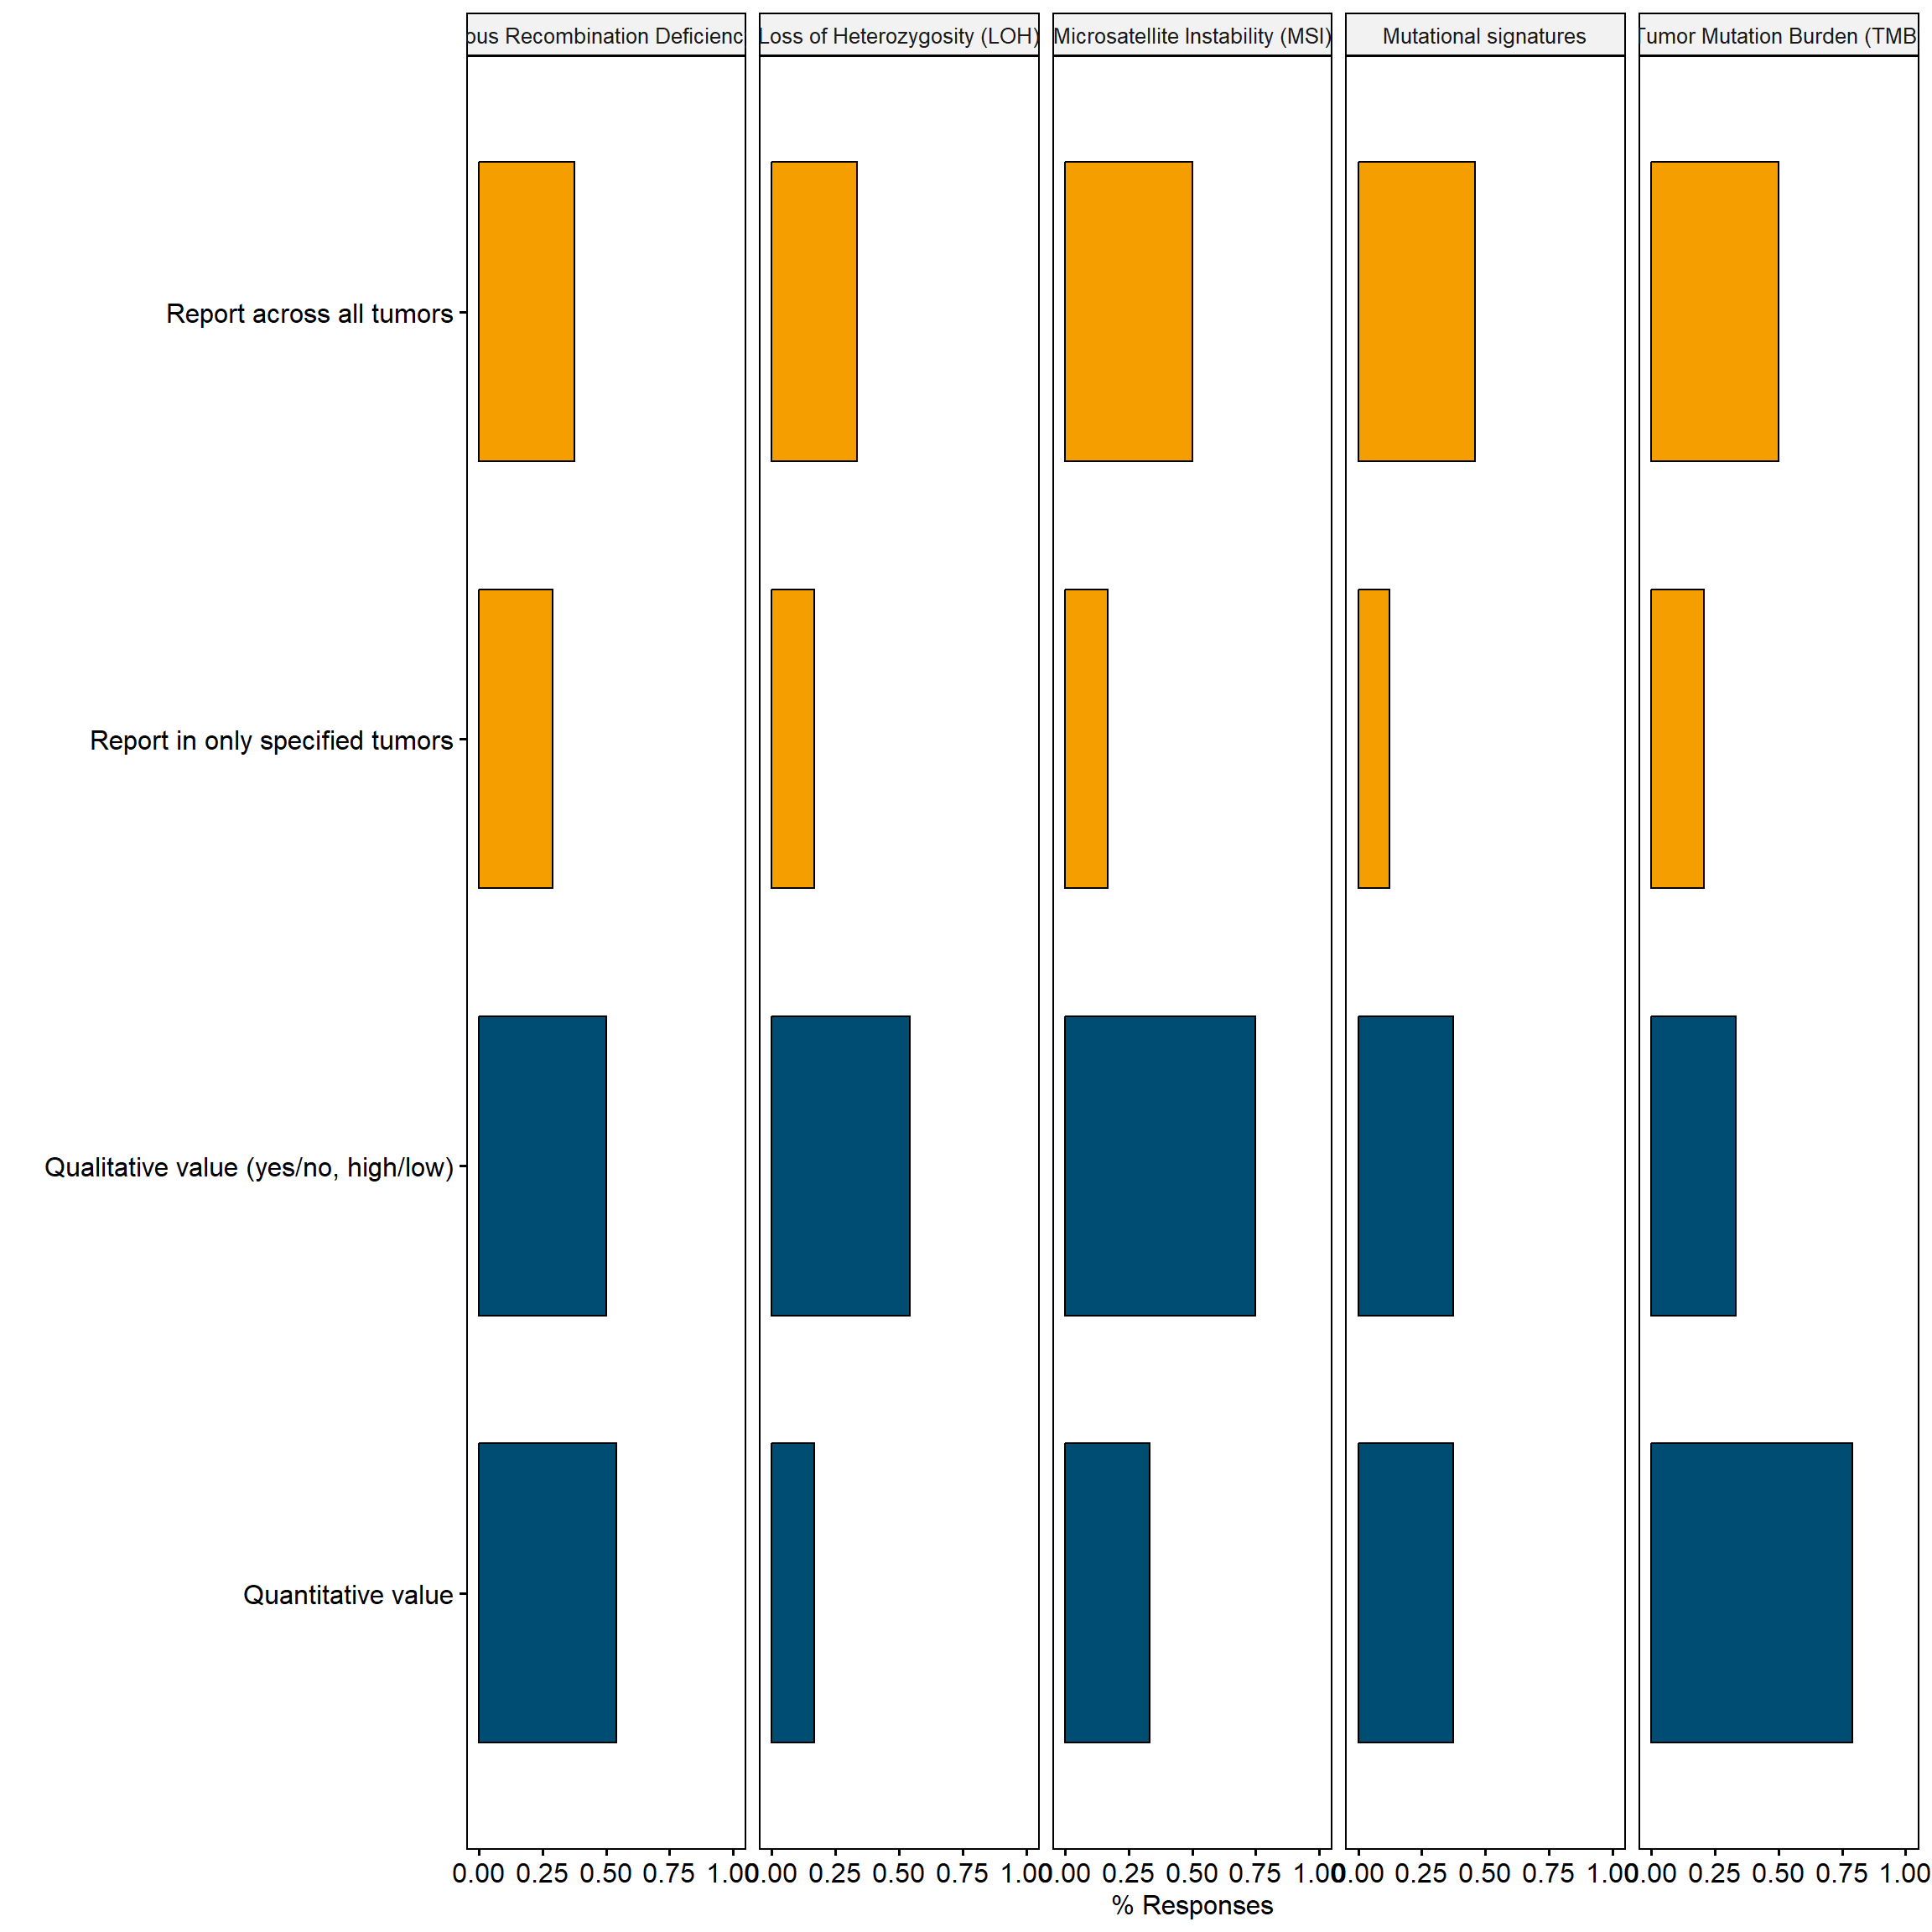 ous Recombination Deficienc
Loss of Heterozygosity (LOH)
Microsatellite Instability (MSI)
Mutational signatures
Tumor Mutation Burden (TMB
Report across all tumors
Report in only specified tumors
Qualitative value (yes/no, high/low)
Quantitative value
0.00 0.25 0.50 0.75 1.00
0.00 0.25 0.50 0.75 1.00
0.00 0.25 0.50 0.75 1.00
0.00 0.25 0.50 0.75 1.00
0.00 0.25 0.50 0.75 1.00
% Responses